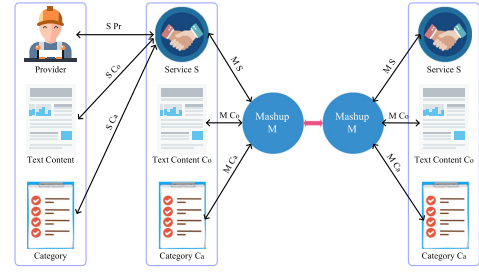 S Pr
Provider
S Co
Text Content
S Ca
Category
Service S
M S
Text Content Co
M Co
Category Ca
M Ca
Mashup
M
Mashup
M
M S
Service S
M Co
Text Content Co
M Ca
Category Ca